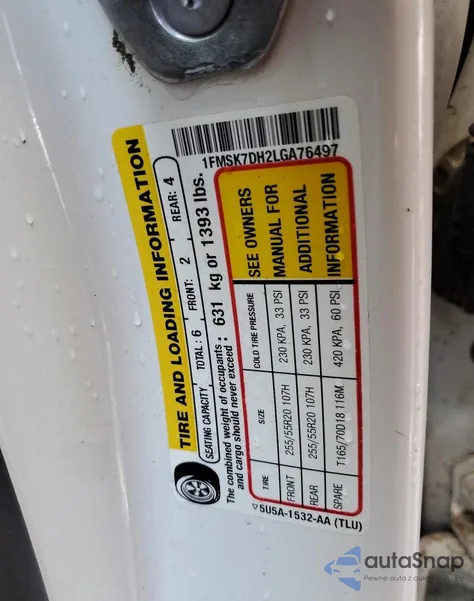 1FMSK7DH2LGA76497
TIRE AND LOADING INFORMATION
SEATING CAPACITY TOTAL: 6 FRONT: 2 REAR: 4
The combined weight of occupants
and cargo should never exceed : 631 kg or 1393 lbs.
TIRE SIZE COLD TIRE PRESSURE SEE OWNERS
FRONT 255/55R20 107H 230 KPA, 33 PSI MANUAL FOR
REAR 255/55R20 107H 230 KPA, 33 PSI ADDITIONAL
SPARE T165/70D18 116M 420 KPA, 60 PSI INFORMATION
5U5A-1532-AA (TLU)
autaSnap